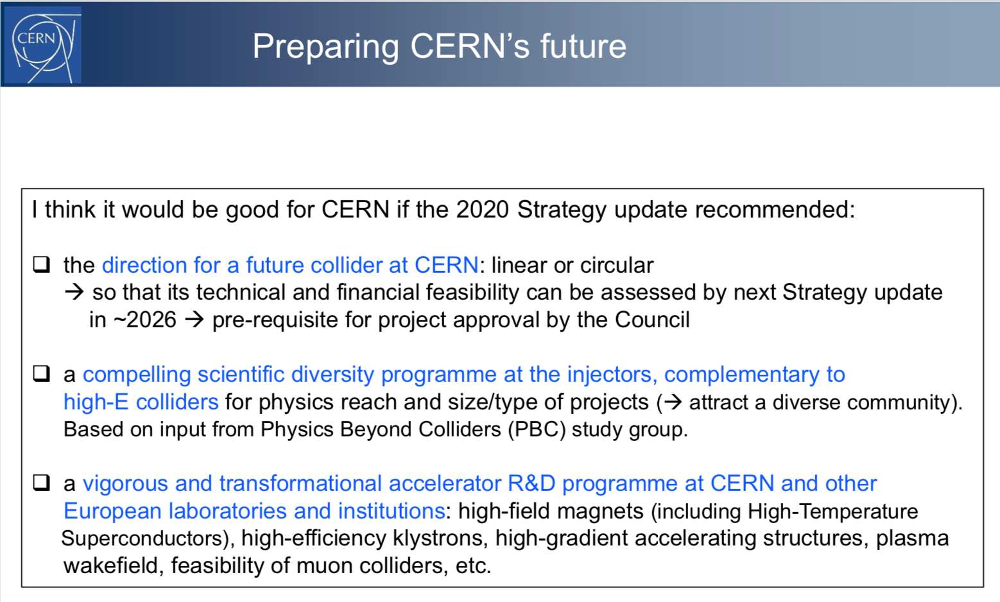 CERN
Preparing CERN’s future
I think it would be good for CERN if the 2020 Strategy update recommended:
❑ the direction for a future collider at CERN: linear or circular
→ so that its technical and financial feasibility can be assessed by next Strategy update
in ~2026 → pre-requisite for project approval by the Council
❑ a compelling scientific diversity programme at the injectors, complementary to
high-E colliders for physics reach and size/type of projects (→ attract a diverse community).
Based on input from Physics Beyond Colliders (PBC) study group.
❑ a vigorous and transformational accelerator R&D programme at CERN and other
European laboratories and institutions: high-field magnets (including High-Temperature
Superconductors), high-efficiency klystrons, high-gradient accelerating structures, plasma
wakefield, feasibility of muon colliders, etc.